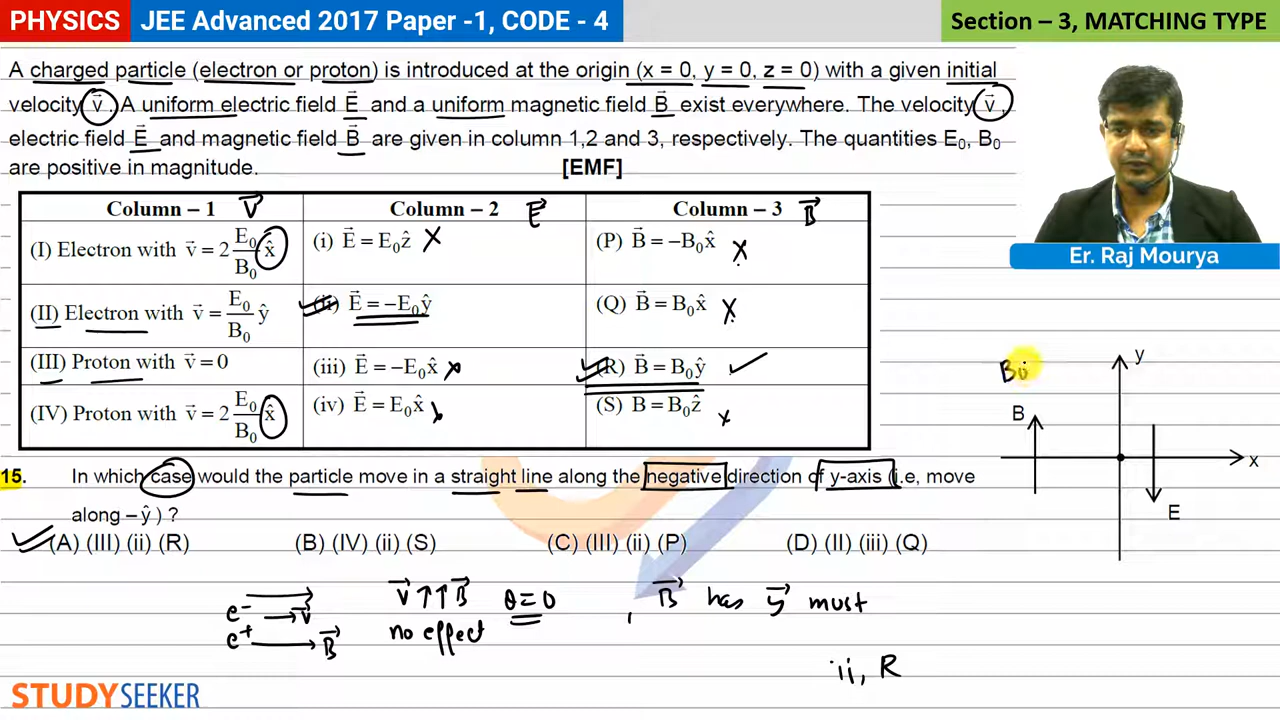 PHYSICS JEE Advanced 2017 Paper -1, CODE - 4 Section – 3, MATCHING TYPE
A charged particle (electron or proton) is introduced at the origin (x = 0, y = 0, z = 0) with a given initial
velocity v⃗. A uniform electric field E⃗ and a uniform magnetic field B⃗ exist everywhere. The velocity v⃗,
electric field E⃗ and magnetic field B⃗ are given in column 1,2 and 3, respectively. The quantities E₀, B₀
are positive in magnitude. [EMF]
Er. Raj Mourya
Column – 1 V⃗ Column – 2 E⃗ Column – 3 B⃗
(I) Electron with v⃗ = 2 E₀/B₀ x̂ (i) E⃗ = E₀ẑ X (P) B⃗ = −B₀x̂ X
(II) Electron with v⃗ = E₀/B₀ ŷ (ii) E⃗ = −E₀ŷ (Q) B⃗ = B₀x̂ X
(III) Proton with v⃗ = 0 (iii) E⃗ = −E₀x̂ x (R) B⃗ = B₀ŷ ✓
(IV) Proton with v⃗ = 2 E₀/B₀ x̂ (iv) E⃗ = E₀x̂ x (S) B = B₀ẑ x
y
B
x
E
15. In which case would the particle move in a straight line along the negative direction of y-axis (i.e, move
along −ŷ ) ?
(A) (III) (ii) (R) (B) (IV) (ii) (S) (C) (III) (ii) (P) (D) (II) (iii) (Q)
e⁻ → V⃗ V⃗ ↑↑ B⃗ θ = 0 , B⃗ has y⃗ must
e⁺ → B⃗ no effect
ii, R
STUDYSEEKER